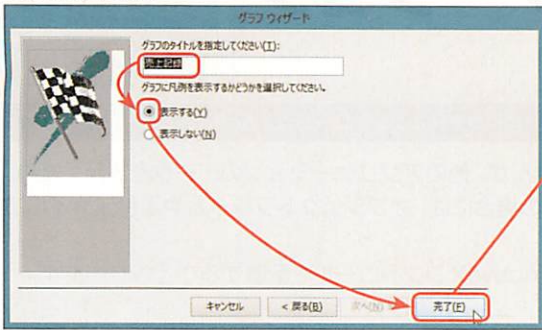 グラフ ウィザード
グラフのタイトルを指定してください(T):
売上記録
グラフに凡例を表示するかどうかを選択してください。
表示する(Y)
表示しない(N)
キャンセル
< 戻る(B)
次へ(N)
完了(F)